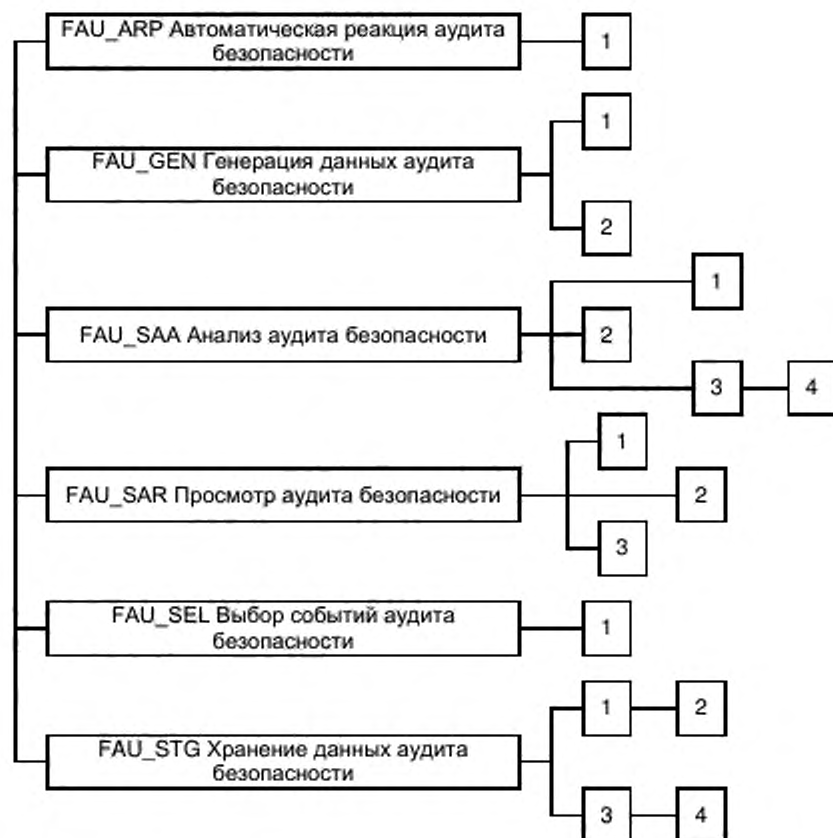 FAU_ARP Автоматическая реакция аудита
безопасности
1
FAU_GEN Генерация данных аудита
безопасности
1
2
FAU_SAA Анализ аудита безопасности
1
2
3
4
FAU_SAR Просмотр аудита безопасности
1
2
3
FAU_SEL Выбор событий аудита
безопасности
1
FAU_STG Хранение данных аудита
безопасности
1
2
3
4